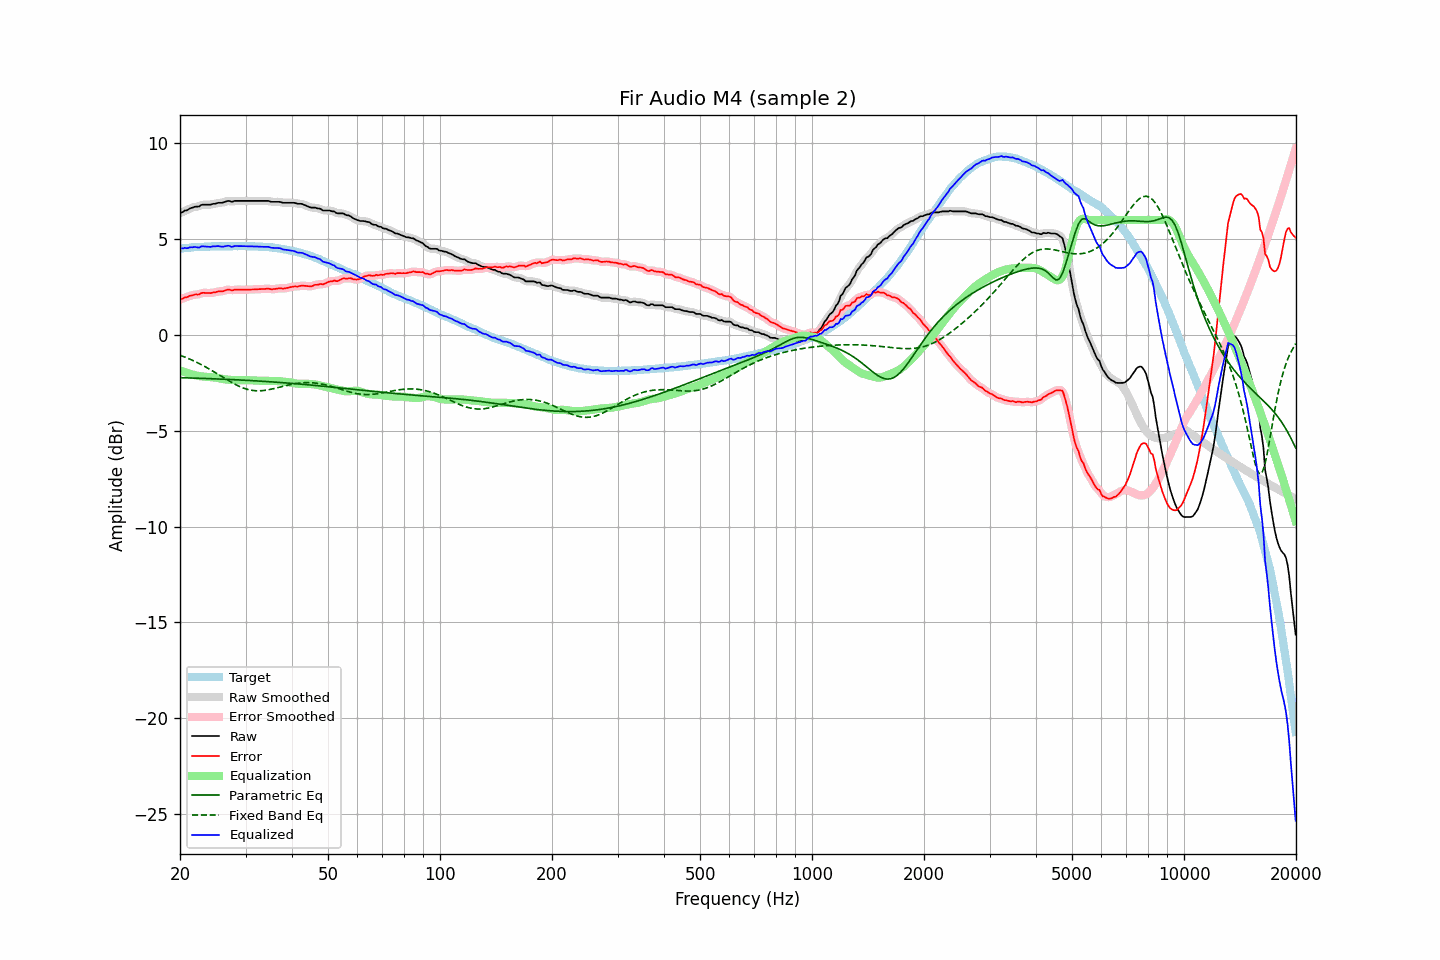 Fir Audio M4 (sample 2)
10
5
0
−5
−10
−15
−20
−25
Amplitude (dBr)
Target
Raw Smoothed
Error Smoothed
Raw
Error
Equalization
Parametric Eq
Fixed Band Eq
Equalized
20 50 100 200 500 1000 2000 5000 10000 20000
Frequency (Hz)